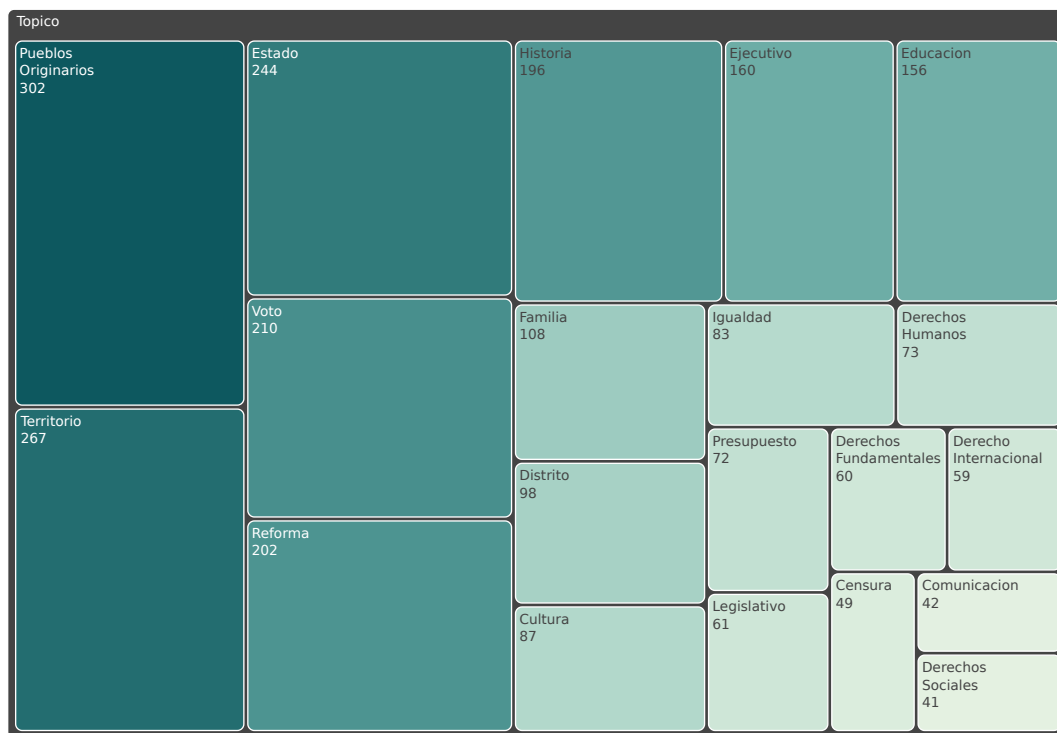 Topico
Pueblos
Originarios
302
Territorio
267
Estado
244
Voto
210
Reforma
202
Historia
196
Ejecutivo
160
Educacion
156
Familia
108
Distrito
98
Cultura
87
Igualdad
83
Derechos
Humanos
73
Presupuesto
72
Legislativo
61
Derechos
Fundamentales
60
Derecho
Internacional
59
Censura
49
Comunicacion
42
Derechos
Sociales
41